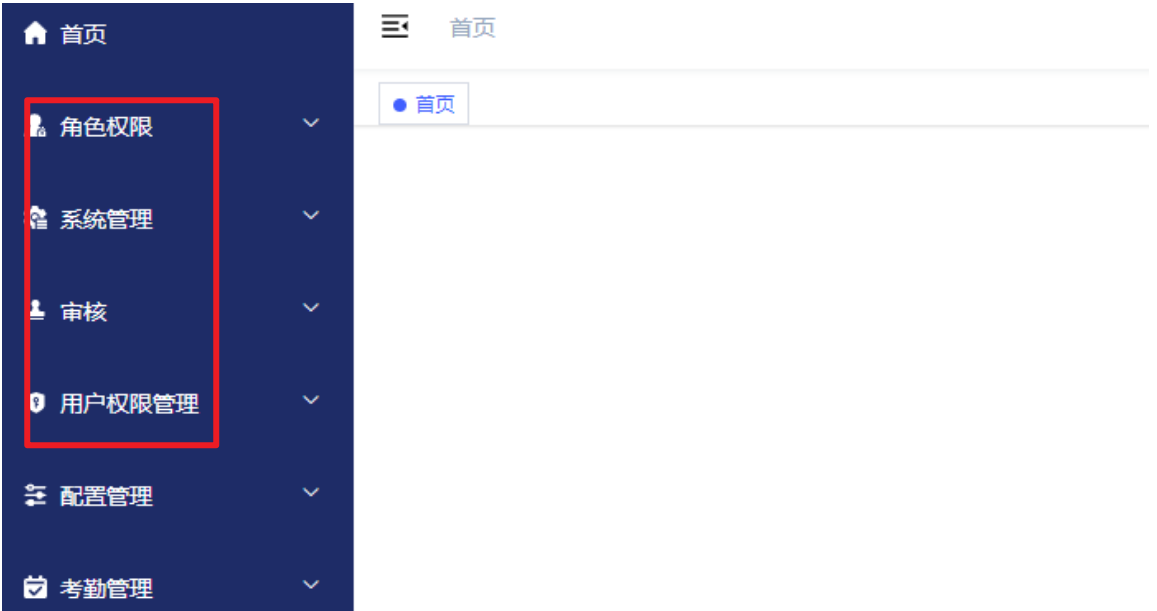 首页
角色权限
系统管理
审核
用户权限管理
配置管理
考勤管理
首页
首页